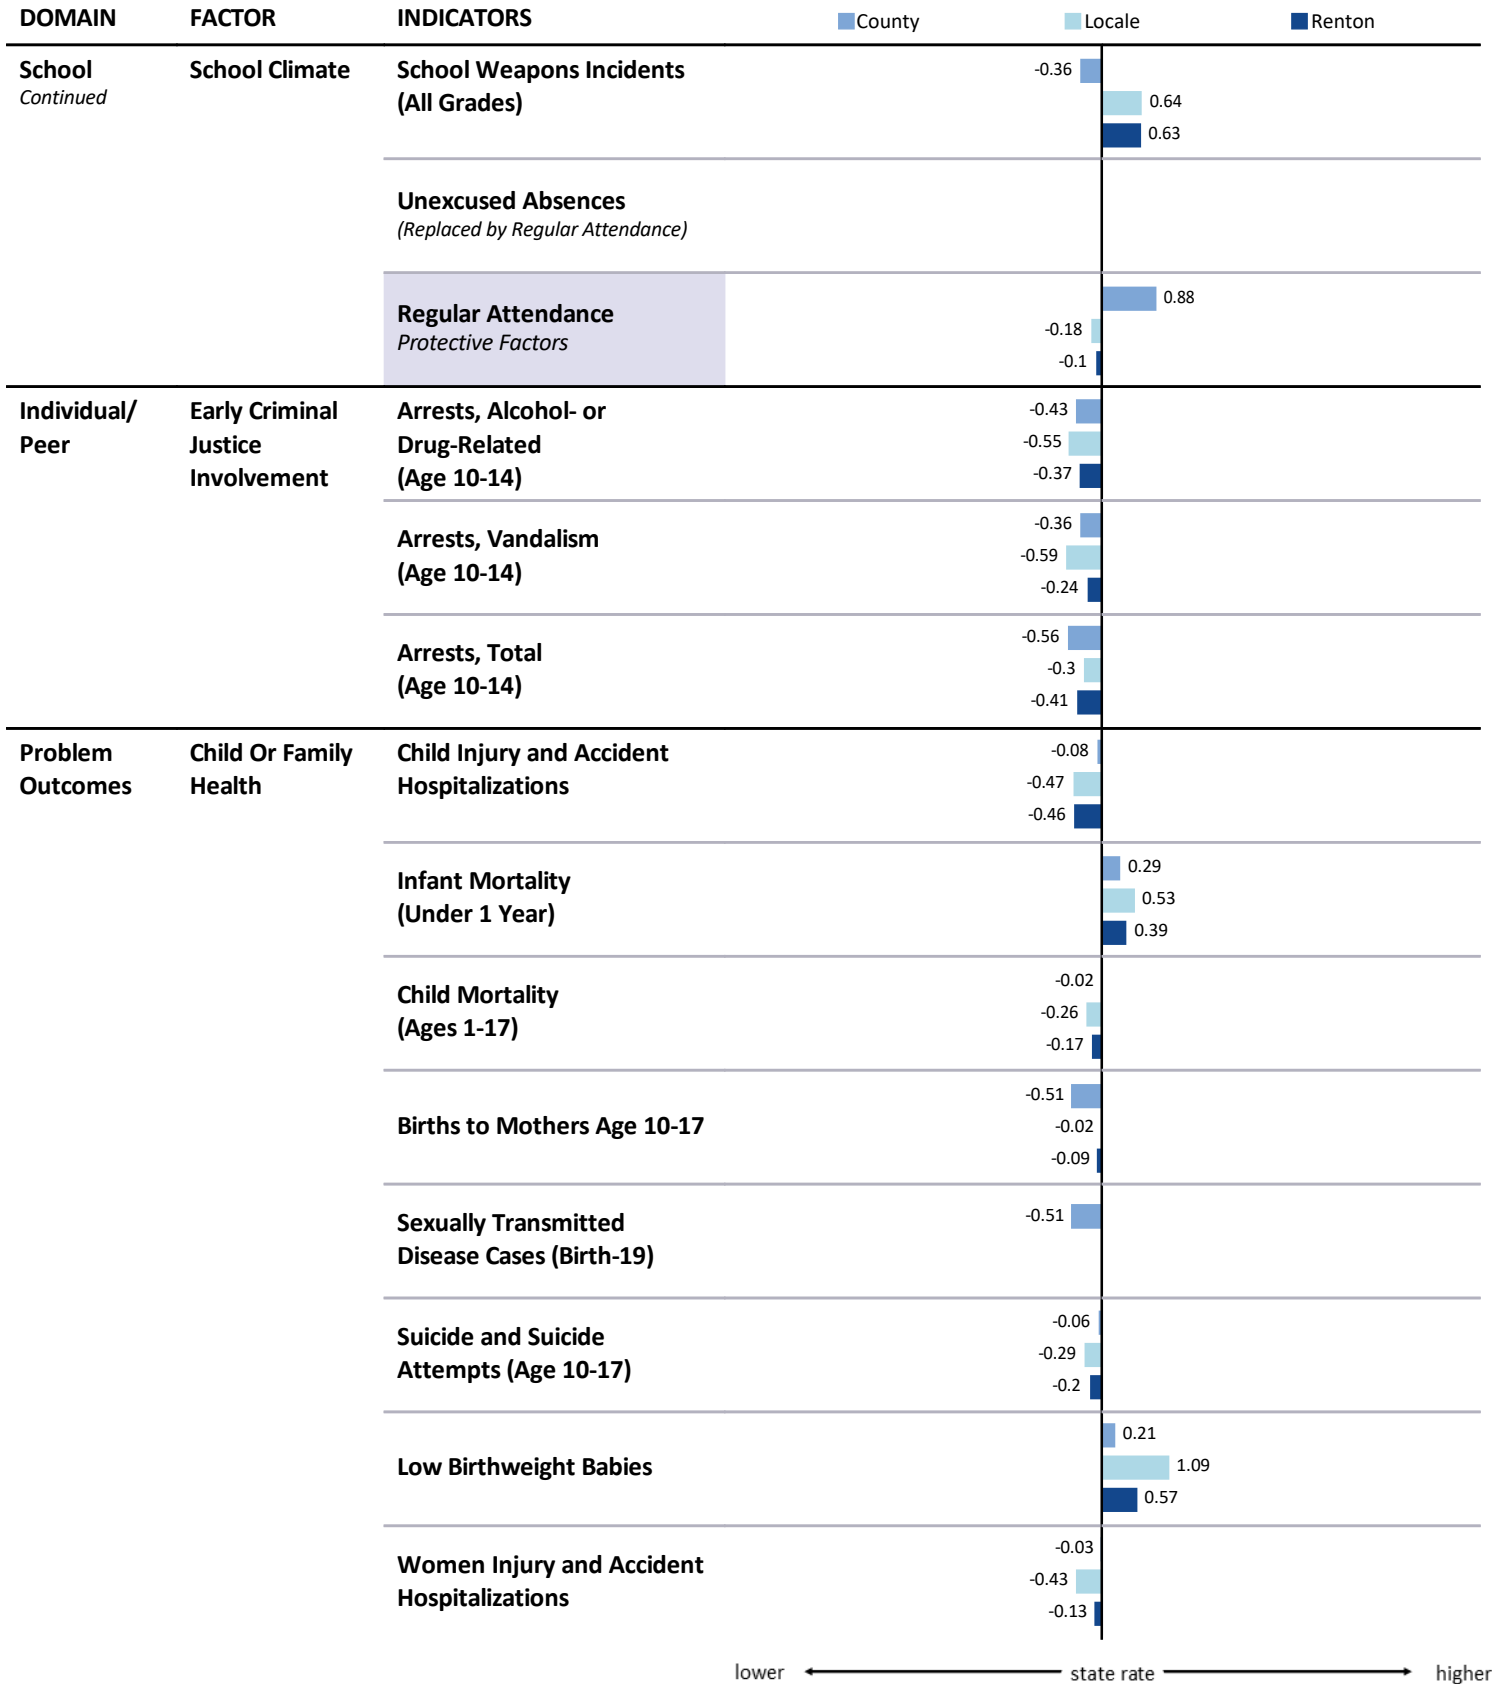 DOMAIN FACTOR INDICATORS County Locale Renton
School School Climate School Weapons Incidents -0.36
Continued
(All Grades) 0.64
0.63
Unexcused Absences
(Replaced by Regular Attendance)
0.88
Regular Attendance
-0.18
Protective Factors
-0.1
Individual/ Early Criminal Arrests, Alcohol- or -0.43
Peer Justice Drug-Related -0.55
Involvement (Age 10-14) -0.37
-0.36
Arrests, Vandalism
-0.59
(Age 10-14)
-0.24
-0.56
Arrests, Total
-0.3
(Age 10-14)
-0.41
Problem Child Or Family Child Injury and Accident -0.08
Outcomes Health Hospitalizations -0.47
-0.46
0.29
Infant Mortality
0.53
(Under 1 Year)
0.39
-0.02
Child Mortality
-0.26
(Ages 1-17)
-0.17
-0.51
Births to Mothers Age 10-17 -0.02
-0.09
Sexually Transmitted -0.51
Disease Cases (Birth-19)
-0.06
Suicide and Suicide
-0.29
Attempts (Age 10-17)
-0.2
0.21
Low Birthweight Babies 1.09
0.57
-0.03
Women Injury and Accident
-0.43
Hospitalizations
-0.13
lower state rate higher